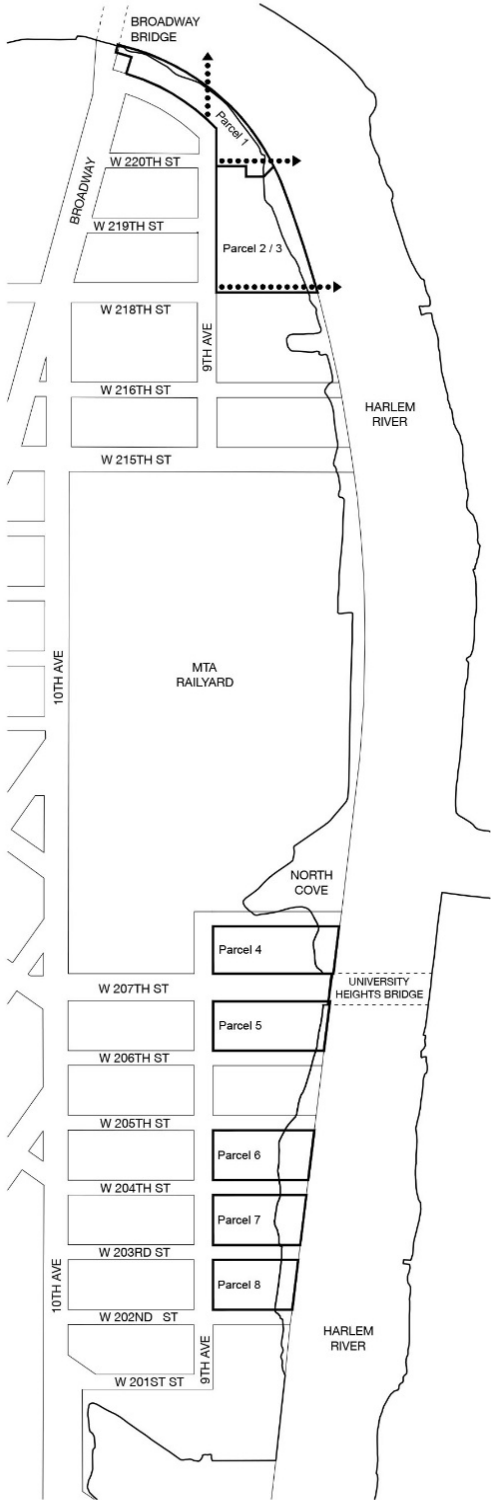 BROADWAY
BRIDGE
Parcel 1
W 220TH ST
BROADWAY
W 219TH ST
Parcel 2 / 3
W 218TH ST
9TH AVE
W 216TH ST
HARLEM
RIVER
W 215TH ST
10TH AVE
MTA
RAILYARD
NORTH
COVE
Parcel 4
W 207TH ST
UNIVERSITY
HEIGHTS BRIDGE
Parcel 5
W 206TH ST
W 205TH ST
Parcel 6
W 204TH ST
Parcel 7
W 203RD ST
10TH AVE
Parcel 8
W 202ND ST
HARLEM
RIVER
9TH AVE
W 201ST ST